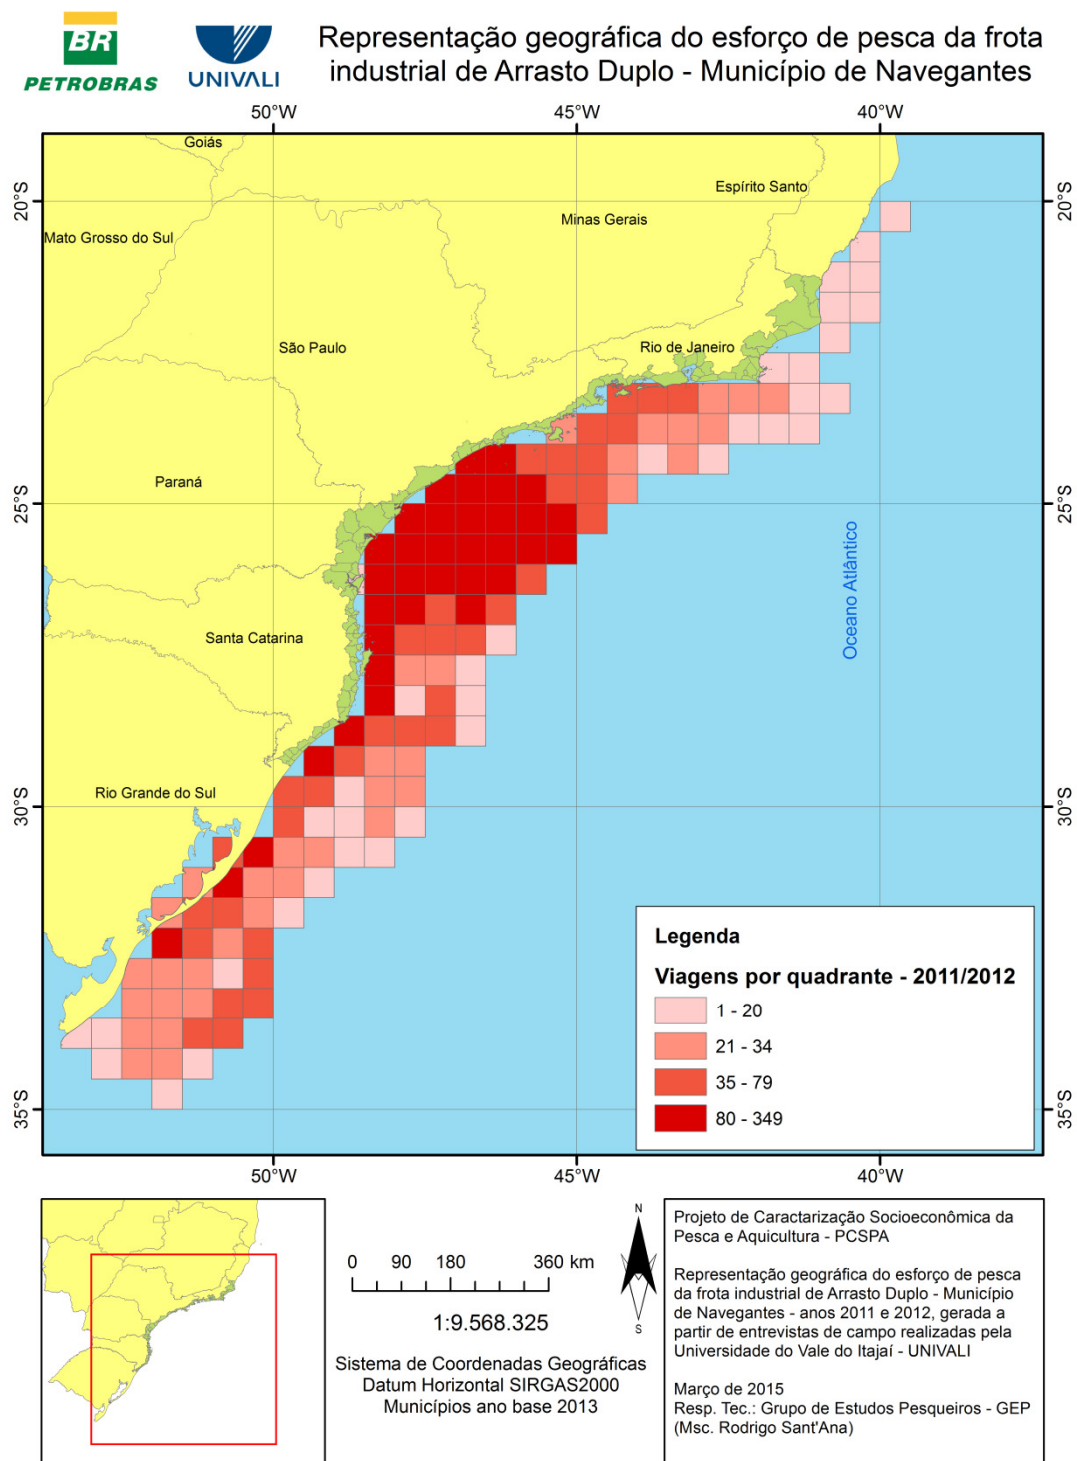 BR
PETROBRAS
UNIVALI
Representação geográfica do esforço de pesca da frota
industrial de Arrasto Duplo - Município de Navegantes
50°W
45°W
40°W
20°S
25°S
30°S
35°S
20°S
25°S
30°S
35°S
Goiás
Espírito Santo
Minas Gerais
Mato Grosso do Sul
São Paulo
Rio de Janeiro
Paraná
Santa Catarina
Rio Grande do Sul
Oceano Atlântico
Legenda
Viagens por quadrante - 2011/2012
1 - 20
21 - 34
35 - 79
80 - 349
50°W
45°W
40°W
0 90 180 360 km
1:9.568.325
Sistema de Coordenadas Geográficas
Datum Horizontal SIRGAS2000
Municípios ano base 2013
N
S
Projeto de Caractarização Socioeconômica da
Pesca e Aquicultura - PCSPA
Representação geográfica do esforço de pesca
da frota industrial de Arrasto Duplo - Município
de Navegantes - anos 2011 e 2012, gerada a
partir de entrevistas de campo realizadas pela
Universidade do Vale do Itajaí - UNIVALI
Março de 2015
Resp. Tec.: Grupo de Estudos Pesqueiros - GEP
(Msc. Rodrigo Sant'Ana)